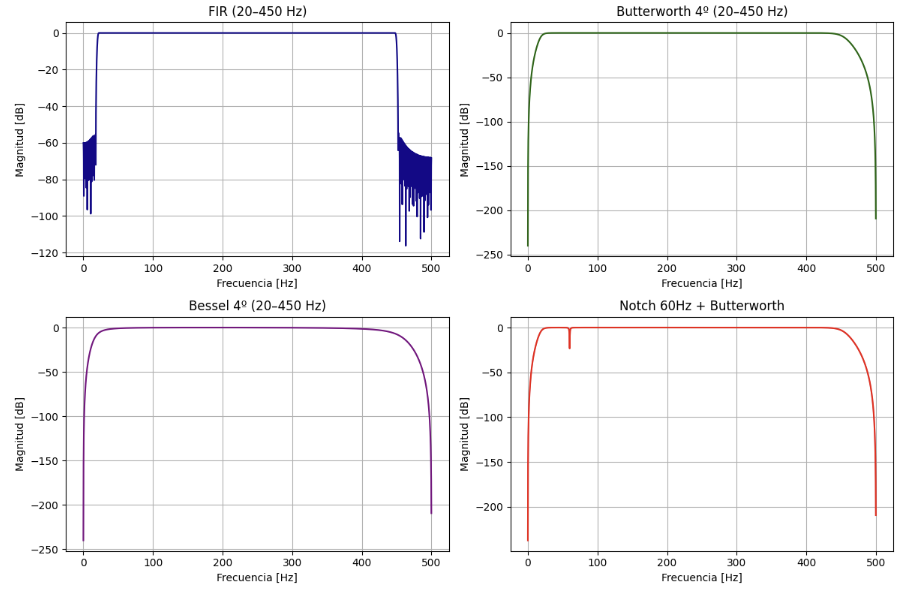 FIR (20–450 Hz)
Magnitud [dB]
0
−20
−40
−60
−80
−100
−120
0 100 200 300 400 500
Frecuencia [Hz]
Butterworth 4º (20–450 Hz)
Magnitud [dB]
0
−50
−100
−150
−200
−250
0 100 200 300 400 500
Frecuencia [Hz]
Bessel 4º (20–450 Hz)
Magnitud [dB]
0
−50
−100
−150
−200
−250
0 100 200 300 400 500
Frecuencia [Hz]
Notch 60Hz + Butterworth
Magnitud [dB]
0
−50
−100
−150
−200
0 100 200 300 400 500
Frecuencia [Hz]